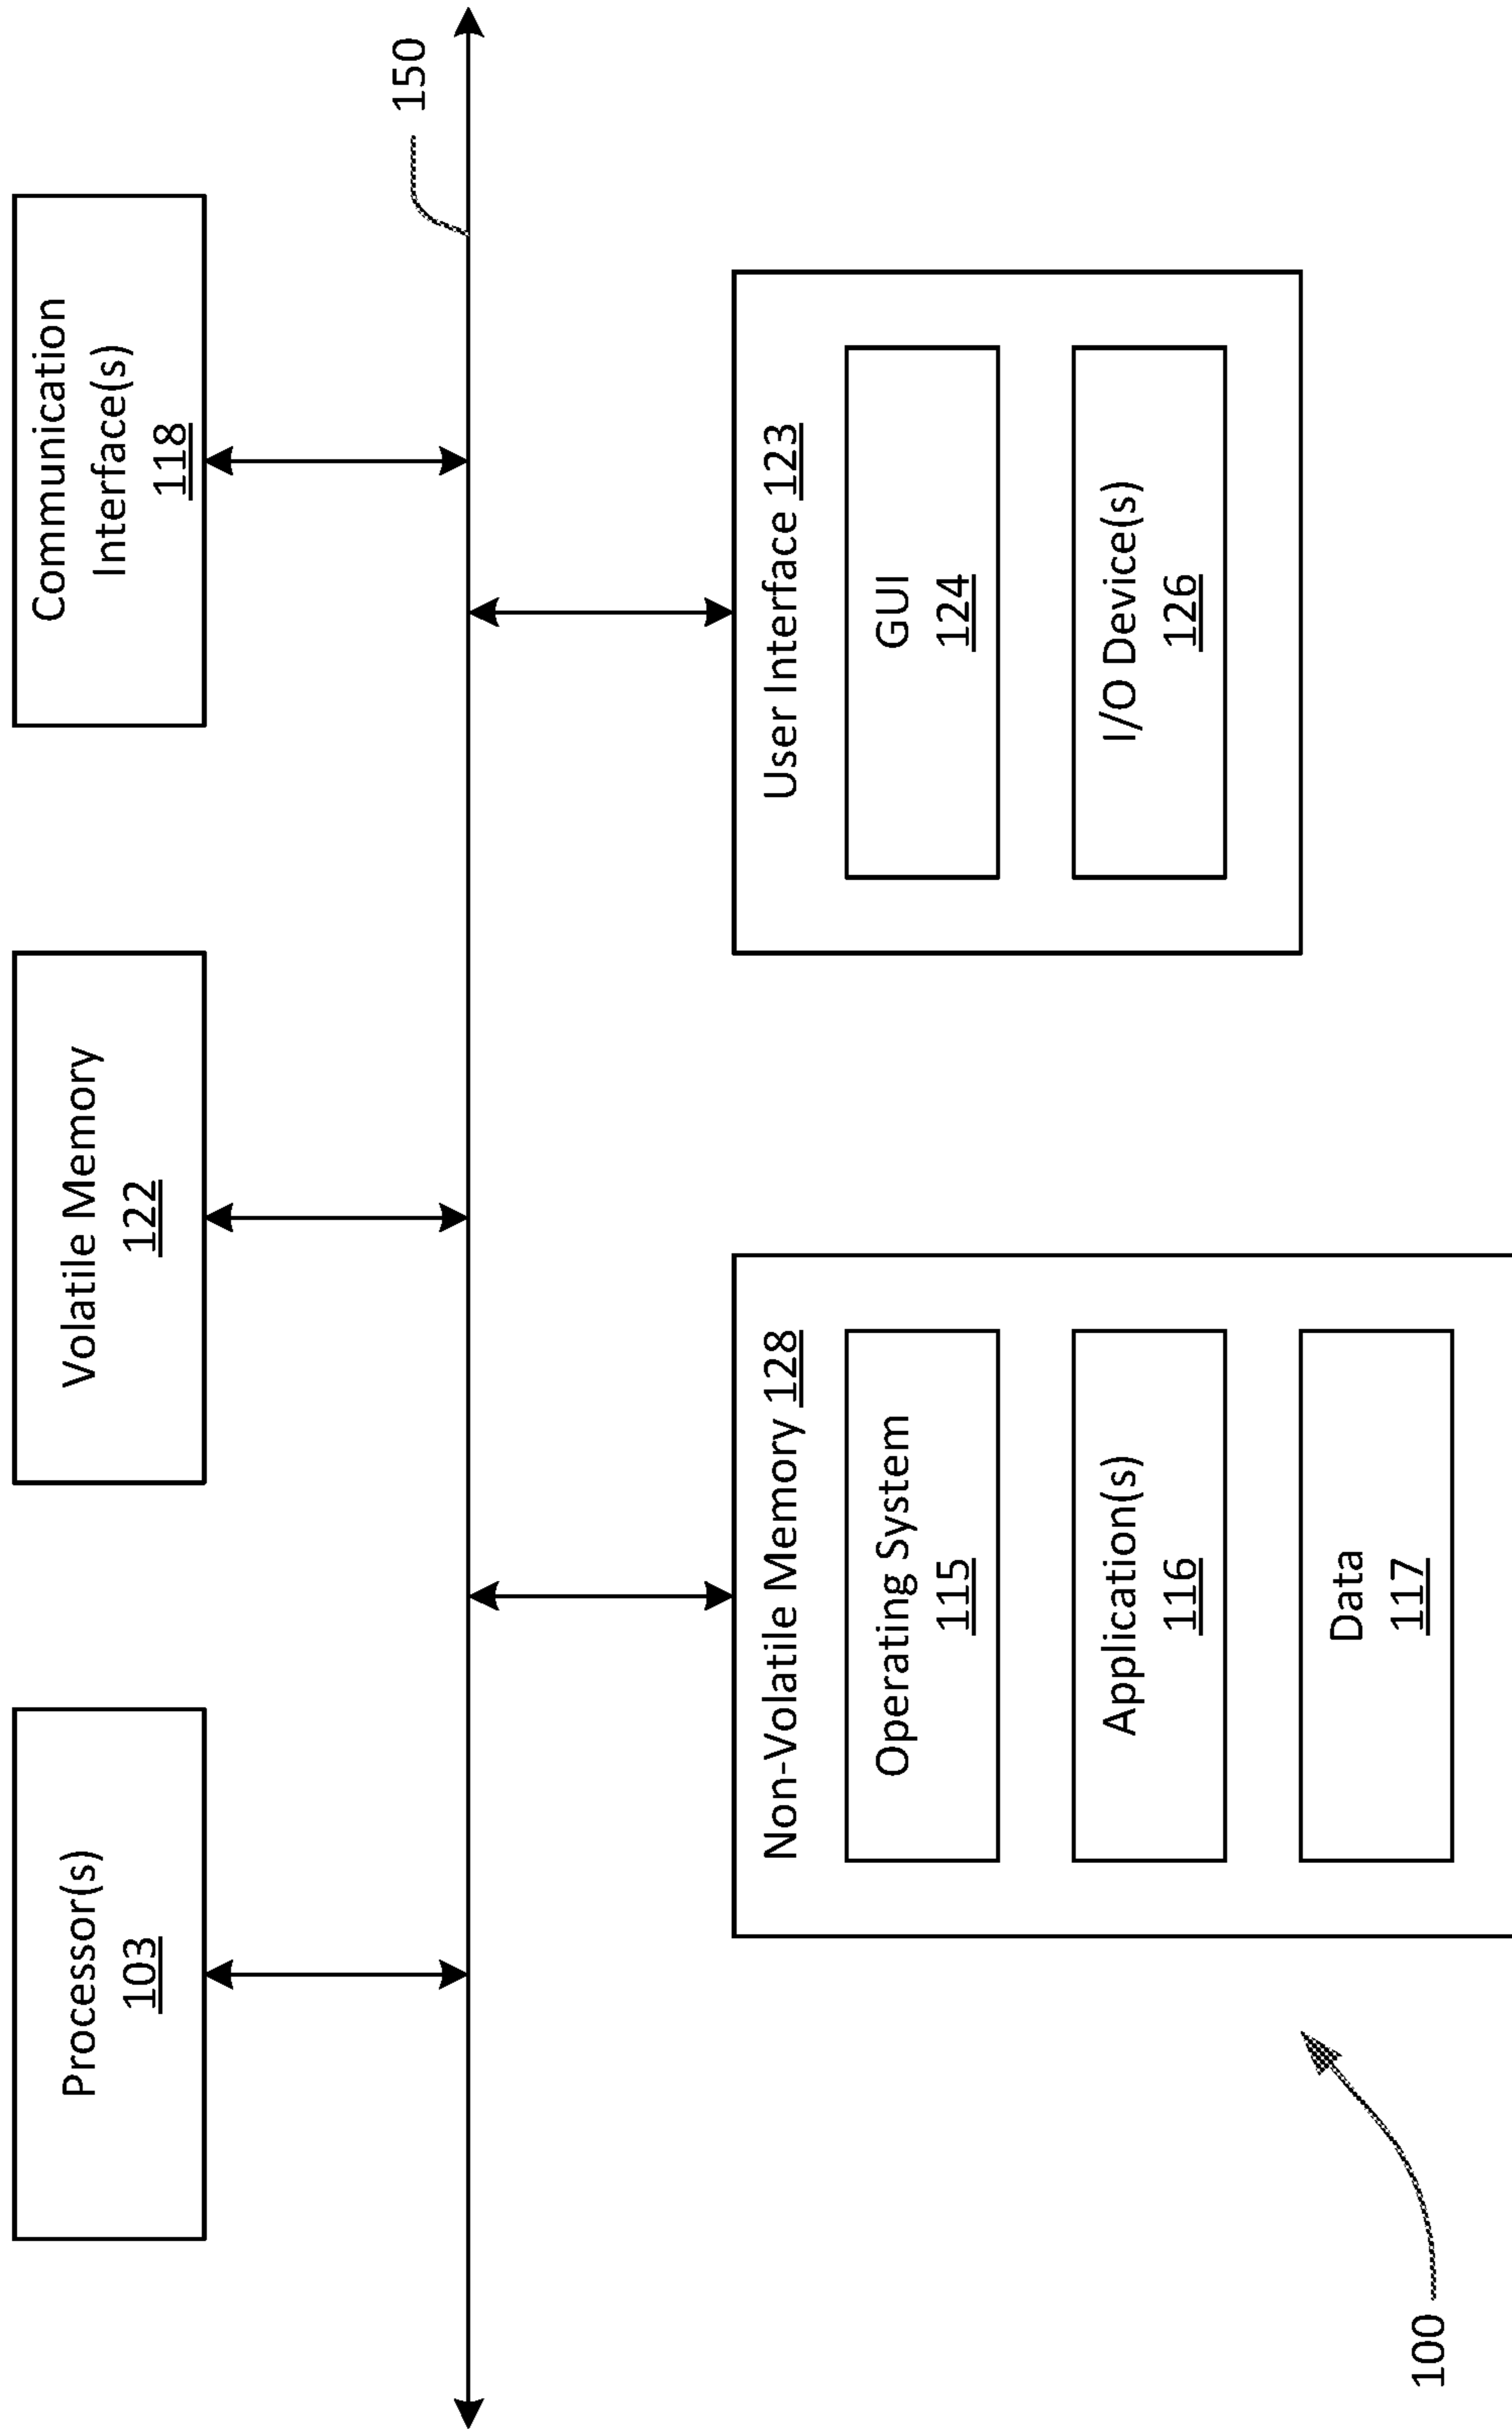 Processor(s)
103
Volatile Memory
122
Communication
Interface(s)
118
150
Non-Volatile Memory 128
Operating System
115
Application(s)
116
Data
117
User Interface 123
GUI
124
I/O Device(s)
126
100